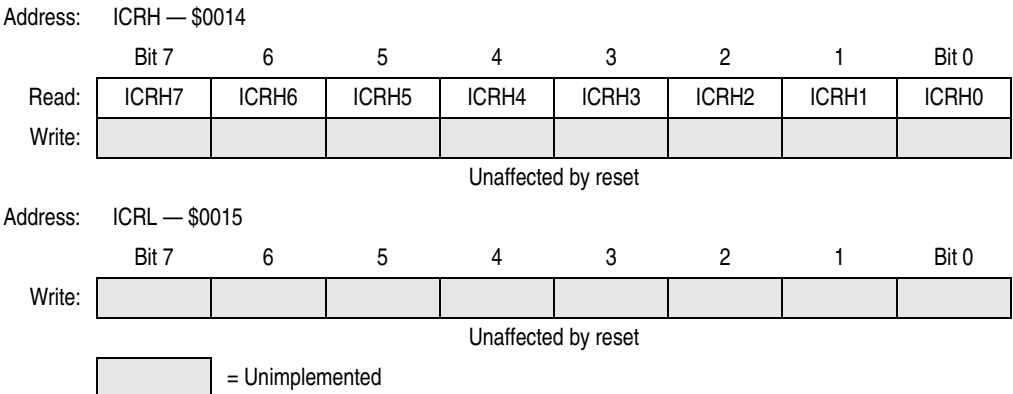 Address: ICRH — $0014
Bit 7 6 5 4 3 2 1 Bit 0
Read: ICRH7 ICRH6 ICRH5 ICRH4 ICRH3 ICRH2 ICRH1 ICRH0
Write:
Unaffected by reset
Address: ICRL — $0015
Bit 7 6 5 4 3 2 1 Bit 0
Write:
Unaffected by reset
= Unimplemented